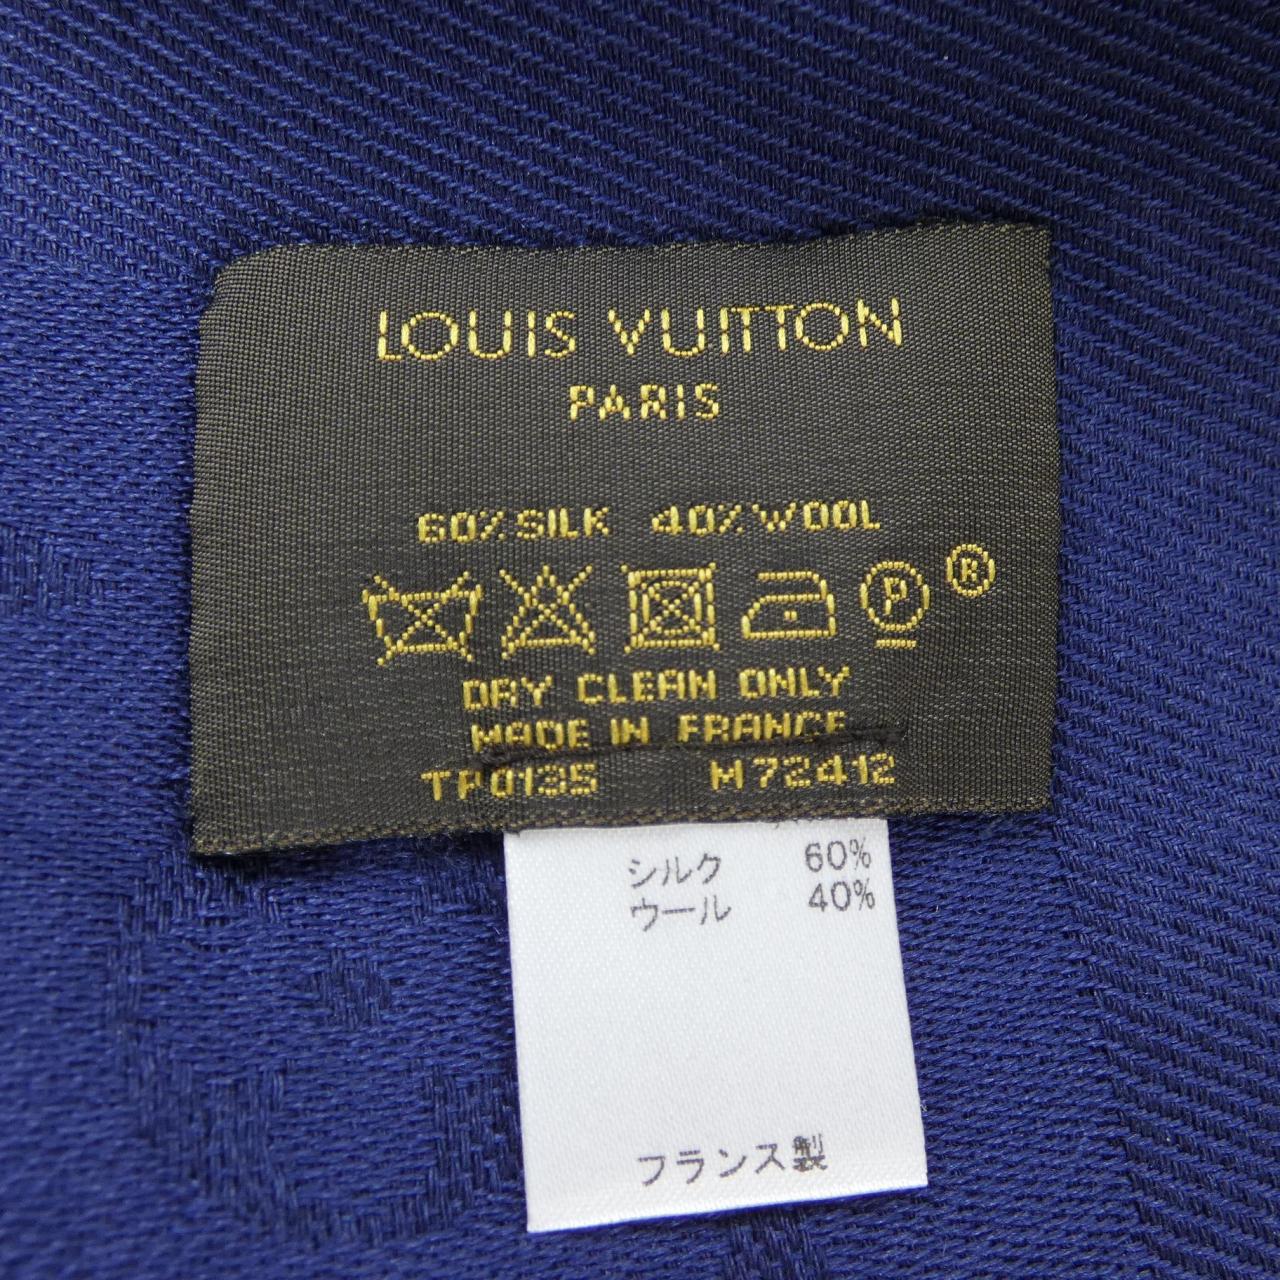 LOUIS VUITTON
PARIS
60% SILK 40% WOOL
P ®
DRY CLEAN ONLY
MADE IN FRANCE
TP0135 M72412
シルク 60%
ウール 40%
フランス製